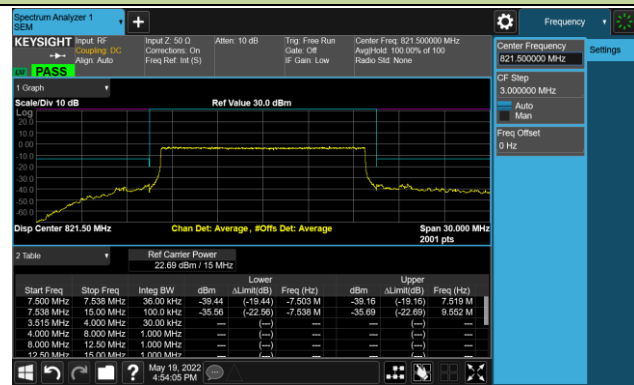 Spectrum Analyzer 1
SEM
+
Frequency
KEYSIGHT Input: RF Input Z: 50 Ω Atten: 10 dB Trig: Free Run Center Freq: 821.500000 MHz
Coupling: DC Corrections: On Gate: Off Avg|Hold: 100.00% of 100
Align: Auto Freq Ref: Int (S) IF Gain: Low Radio Std: None
PASS
Center Frequency
821.500000 MHz
Settings
CF Step
3.000000 MHz
Auto
Man
Freq Offset
0 Hz
1 Graph
Scale/Div 10 dB Ref Value 30.0 dBm
Log
20.0
10.0
0.00
-10.0
-20.0
-30.0
-40.0
-50.0
-60.0
Disp Center 821.50 MHz Chan Det: Average , #Offs Det: Average Span 30.000 MHz
2001 pts
2 Table Ref Carrier Power
22.69 dBm / 15 MHz
Lower Upper
Start Freq Stop Freq Integ BW dBm ΔLimit(dB) Freq (Hz) dBm ΔLimit(dB) Freq (Hz)
7.500 MHz 7.538 MHz 36.00 kHz -39.44 (-19.44) -7.503 M -39.16 (-19.16) 7.519 M
7.538 MHz 15.00 MHz 100.0 kHz -35.56 (-22.56) -7.538 M -35.69 (-22.69) 9.552 M
3.515 MHz 4.000 MHz 30.00 kHz --- (---) --- --- (---) ---
4.000 MHz 8.000 MHz 1.000 MHz --- (---) --- --- (---) ---
8.000 MHz 12.50 MHz 1.000 MHz --- (---) --- --- (---) ---
12.50 MHz 15.00 MHz 1.000 MHz --- (---) --- --- (---) ---
? May 19, 2022
4:54:05 PM